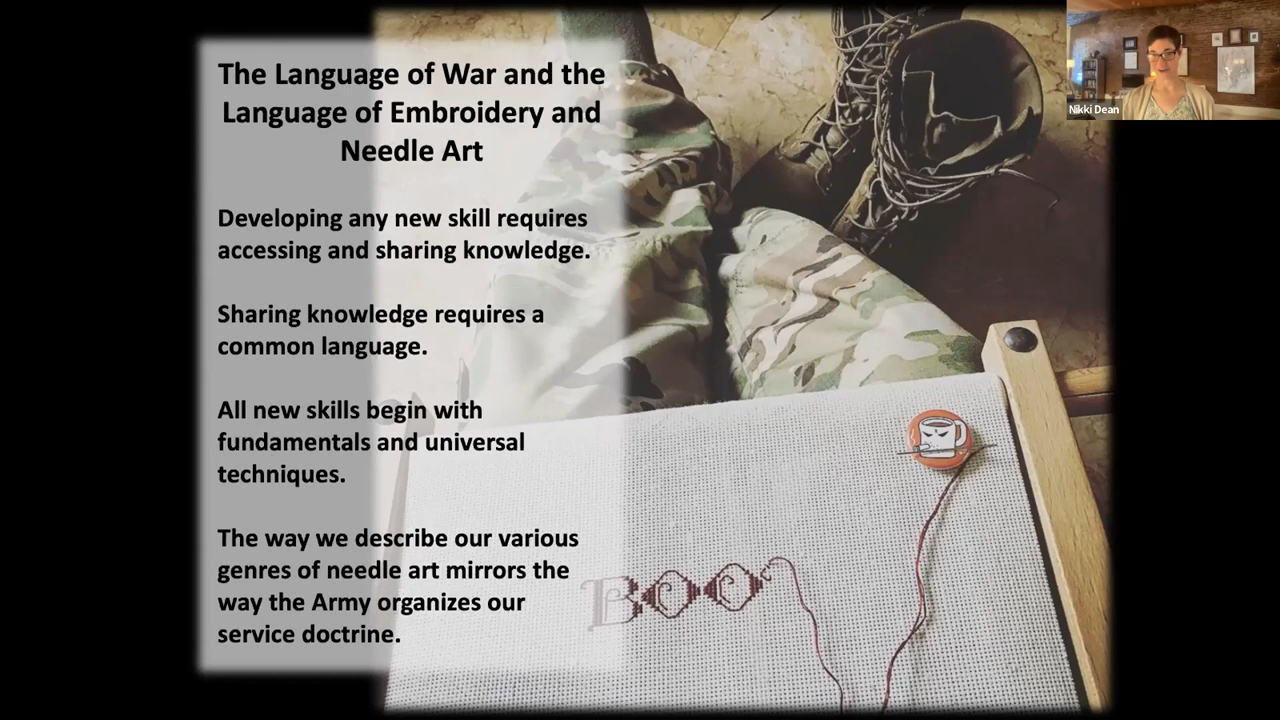 The Language of War and the
Language of Embroidery and
Needle Art
Developing any new skill requires
accessing and sharing knowledge.
Sharing knowledge requires a
common language.
All new skills begin with
fundamentals and universal
techniques.
The way we describe our various
genres of needle art mirrors the
way the Army organizes our
service doctrine.
BOO
Nikki Dean